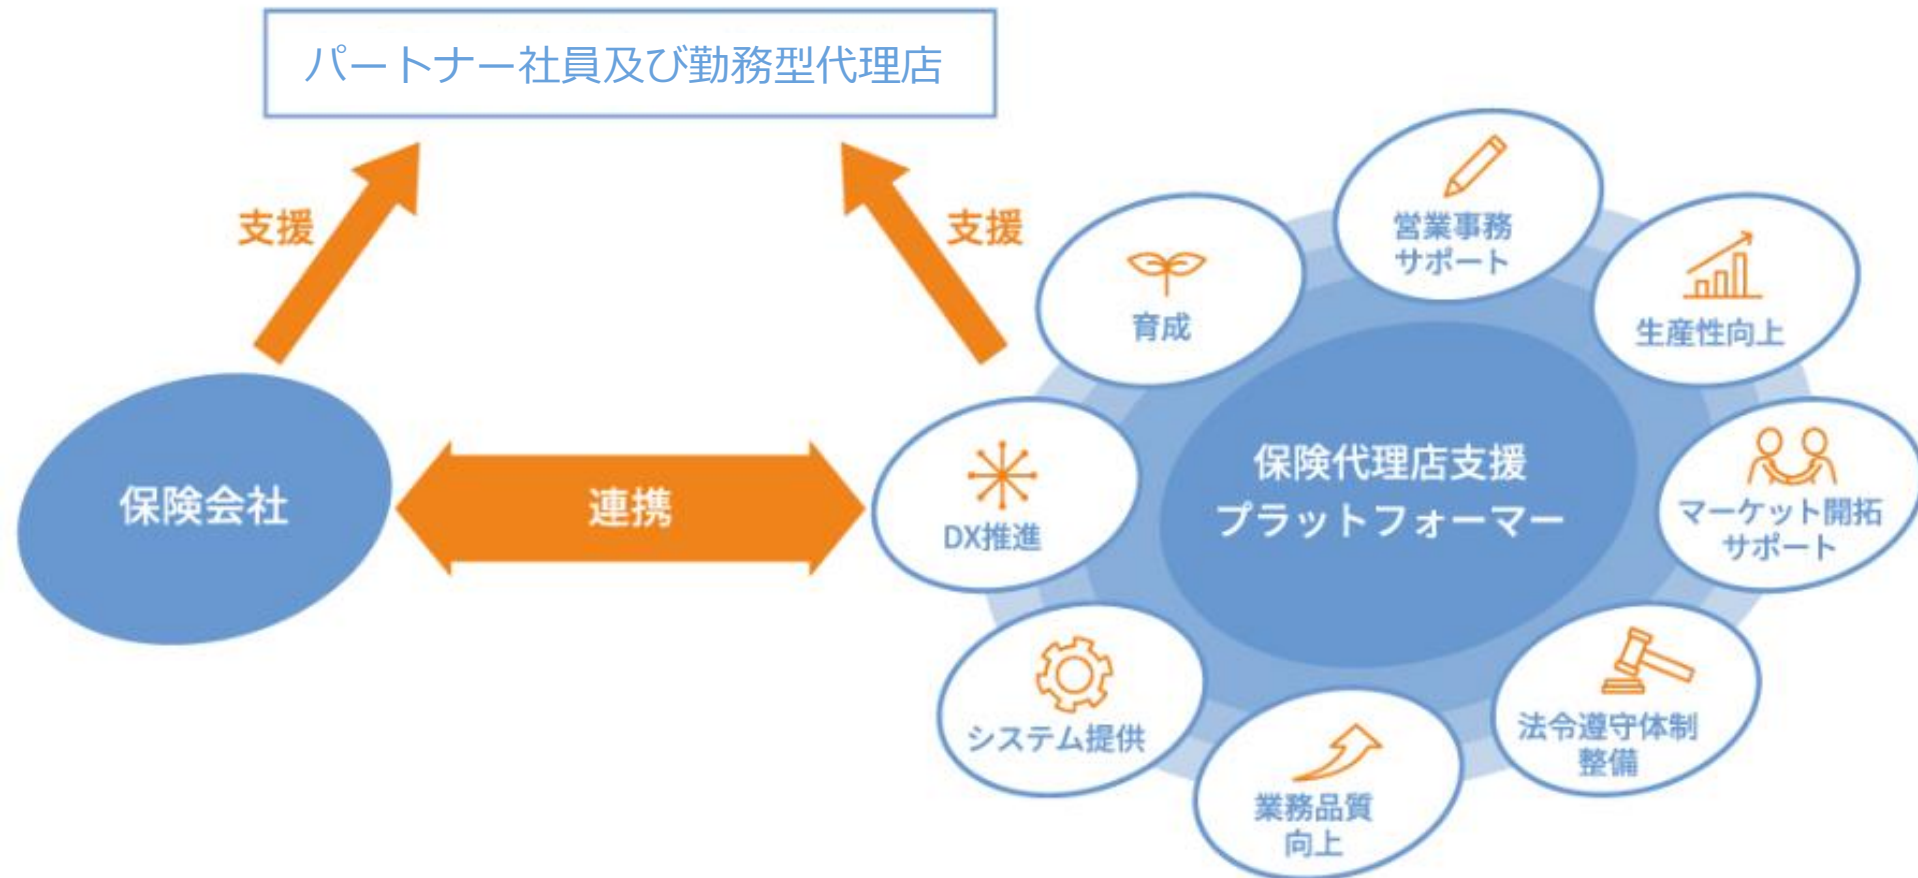 パートナー社員及び勤務型代理店
支援
支援
保険会社
連携
保険代理店支援
プラットフォーマー
営業事務
サポート
生産性向上
マーケット開拓
サポート
法令遵守体制
整備
業務品質
向上
システム提供
DX推進
育成